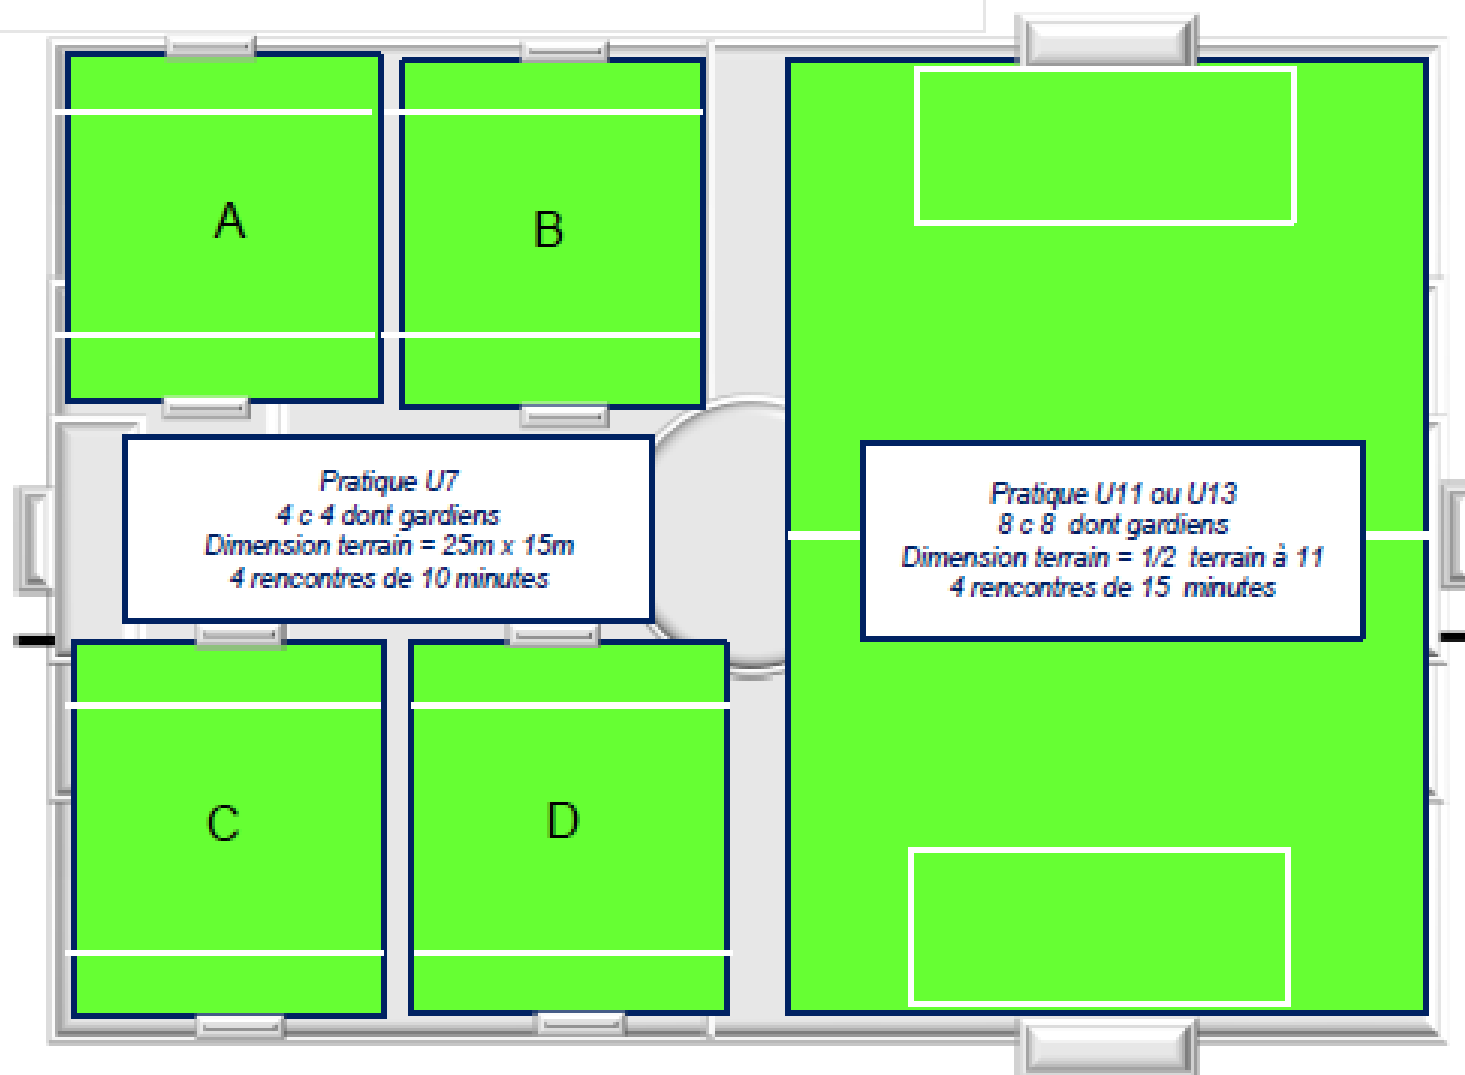 A
B
Pratique U7
4 c 4 dont gardiens
Dimension terrain = 25m x 15m
4 rencontres de 10 minutes
Pratique U11 ou U13
8 c 8 dont gardiens
Dimension terrain = 1/2 terrain à 11
4 rencontres de 15 minutes
C
D